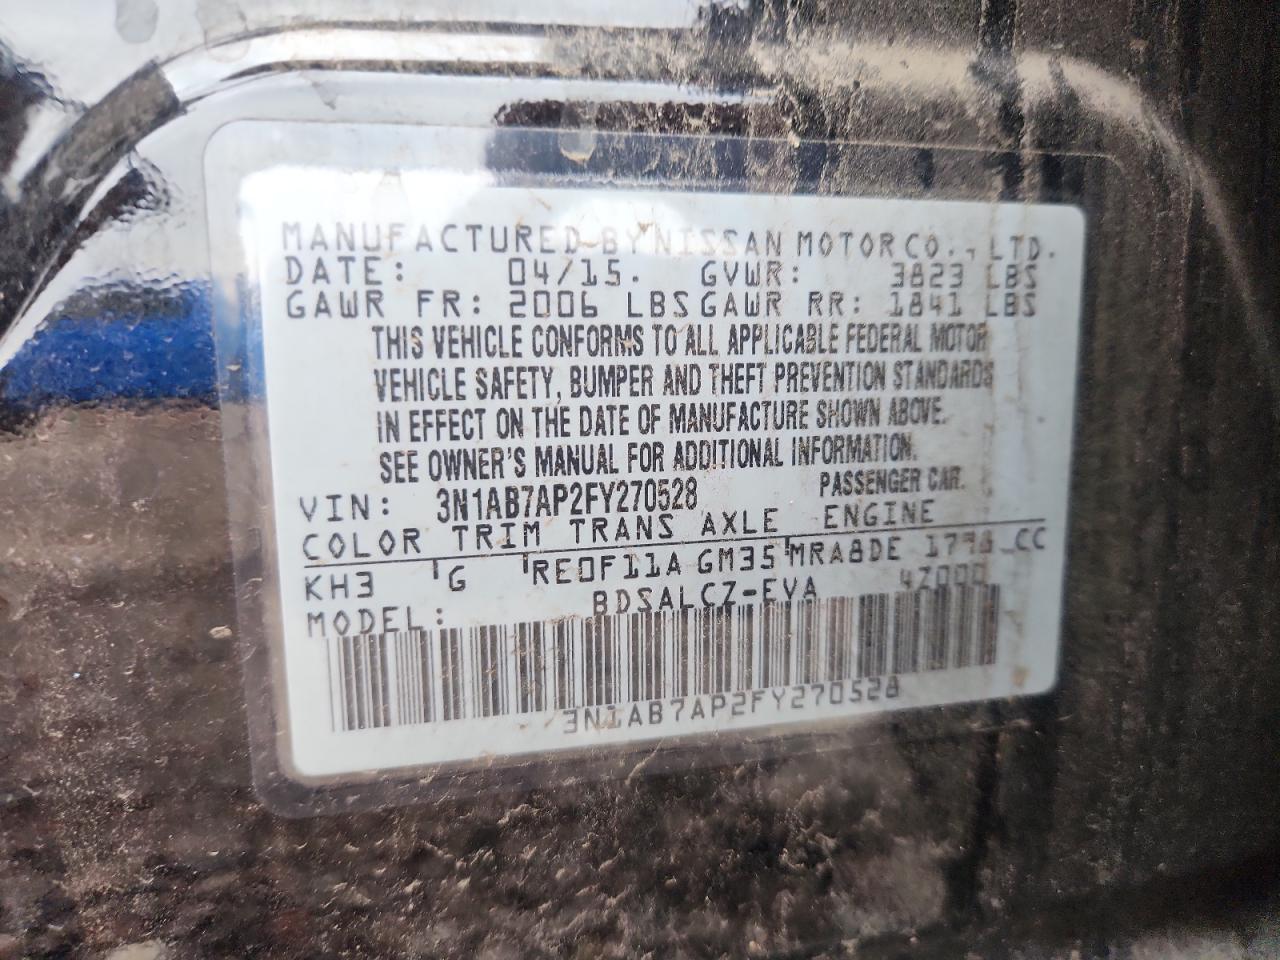 MANUFACTURED BY NISSAN MOTOR CO., LTD.
DATE: 04/15. GVWR: 3823 LBS
GAWR FR: 2006 LBS GAWR RR: 1841 LBS
THIS VEHICLE CONFORMS TO ALL APPLICABLE FEDERAL MOTOR
VEHICLE SAFETY, BUMPER AND THEFT PREVENTION STANDARDS
IN EFFECT ON THE DATE OF MANUFACTURE SHOWN ABOVE.
SEE OWNER'S MANUAL FOR ADDITIONAL INFORMATION.
VIN: 3N1AB7AP2FY270528 PASSENGER CAR.
COLOR TRIM TRANS AXLE ENGINE
KH3 G RE0F11A GM35 MRA8DE 1798 CC
MODEL: BDSALCZ-EVA 4Z000
3N1AB7AP2FY270528